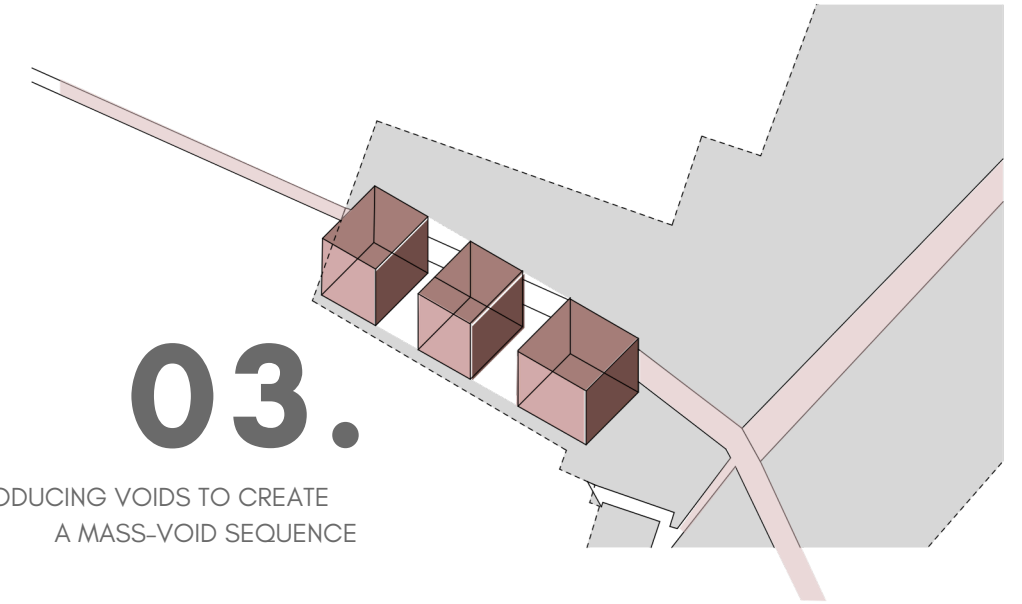 03.
ODUCING VOIDS TO CREATE
A MASS-VOID SEQUENCE